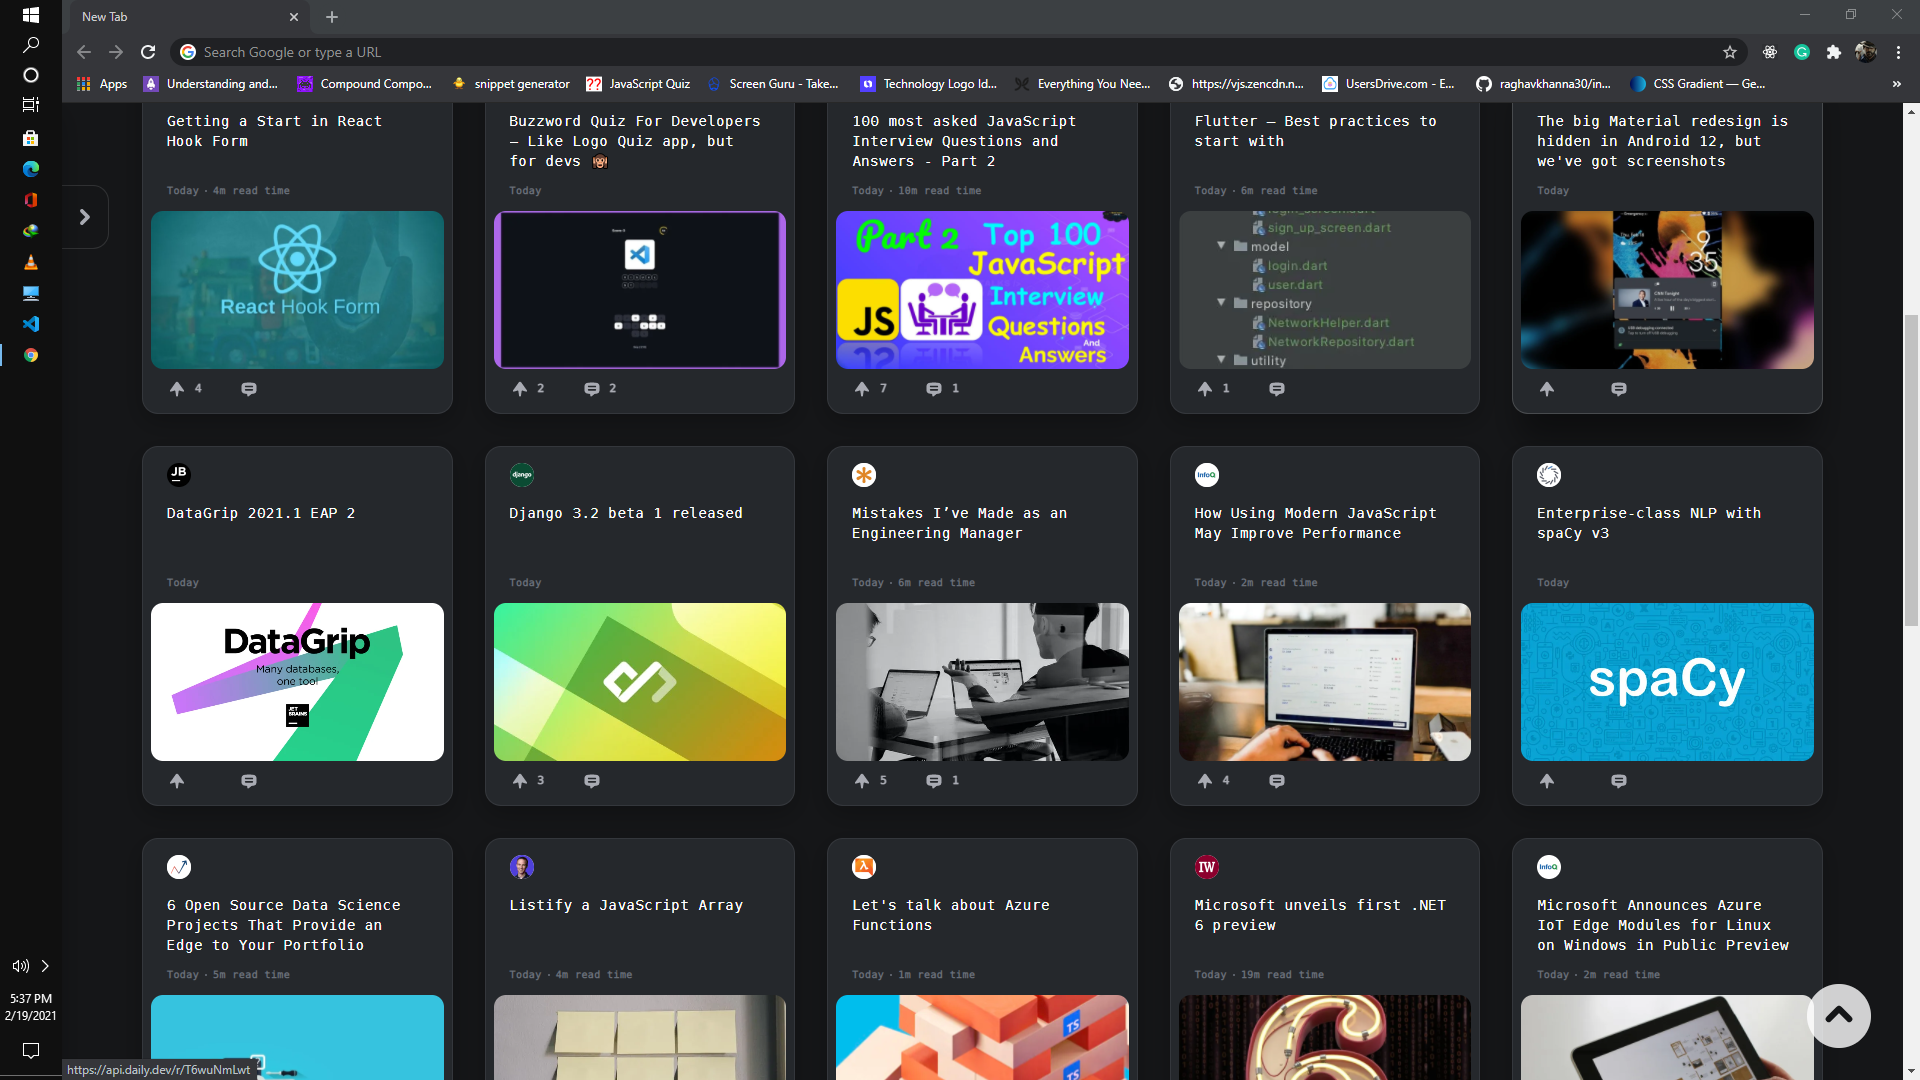 New Tab
Search Google or type a URL
Apps
Understanding and...
Compound Compo...
snippet generator
JavaScript Quiz
Screen Guru - Take...
Technology Logo Id...
Everything You Nee...
https://vjs.zencdn.n...
UsersDrive.com - E...
raghavkhanna30/in...
CSS Gradient — Ge...
Getting a Start in React
Hook Form
Today · 4m read time
React Hook Form
4
Buzzword Quiz For Developers
– Like Logo Quiz app, but
for devs 🙉
Today
2
2
100 most asked JavaScript
Interview Questions and
Answers - Part 2
Today · 10m read time
Part 2
Top 100
JavaScript
Interview
Questions
And
Answers
JS
7
1
Flutter — Best practices to
start with
Today · 6m read time
login_screen.dart
sign_up_screen.dart
model
login.dart
user.dart
repository
NetworkHelper.dart
NetworkRepository.dart
utility
1
The big Material redesign is
hidden in Android 12, but
we've got screenshots
Today
9
35
JB
DataGrip 2021.1 EAP 2
Today
DataGrip
Many databases,
one tool
JET
BRAINS
django
Django 3.2 beta 1 released
Today
3
Mistakes I’ve Made as an
Engineering Manager
Today · 6m read time
5
1
InfoQ
How Using Modern JavaScript
May Improve Performance
Today · 2m read time
4
Enterprise-class NLP with
spaCy v3
Today
spaCy
6 Open Source Data Science
Projects That Provide an
Edge to Your Portfolio
Today · 5m read time
Listify a JavaScript Array
Today · 4m read time
Let's talk about Azure
Functions
Today · 1m read time
TS
TS
IW
Microsoft unveils first .NET
6 preview
Today · 19m read time
InfoQ
Microsoft Announces Azure
IoT Edge Modules for Linux
on Windows in Public Preview
Today · 2m read time
5:37 PM
2/19/2021
https://api.daily.dev/r/T6wuNmLwt